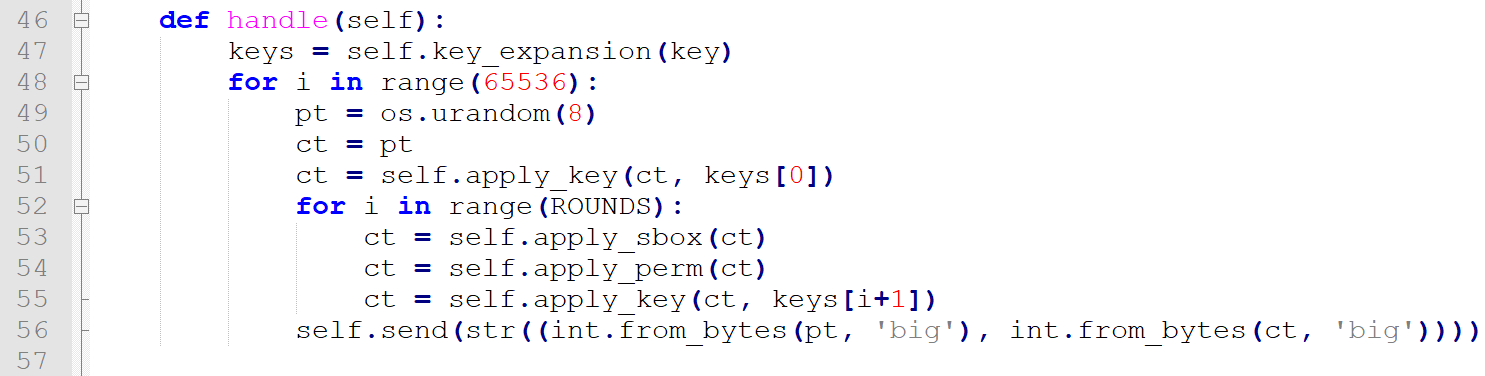 46 def handle(self):
47 keys = self.key_expansion(key)
48 for i in range(65536):
49 pt = os.urandom(8)
50 ct = pt
51 ct = self.apply_key(ct, keys[0])
52 for i in range(ROUNDS):
53 ct = self.apply_sbox(ct)
54 ct = self.apply_perm(ct)
55 ct = self.apply_key(ct, keys[i+1])
56 self.send(str((int.from_bytes(pt, 'big'), int.from_bytes(ct, 'big'))))
57